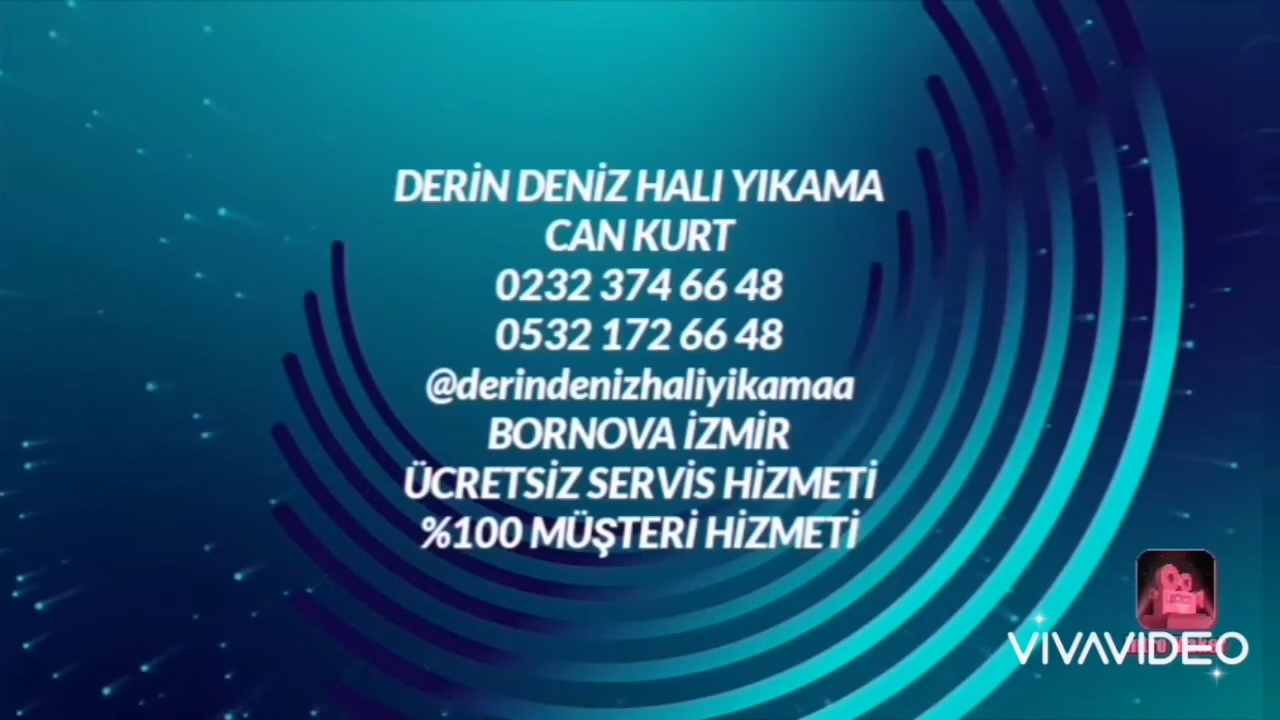 DERİN DENİZ HALI YIKAMA
CAN KURT
0232 374 66 48
0532 172 66 48
@derindenizhaliyikamaa
BORNOVA İZMİR
ÜCRETSİZ SERVİS HİZMETİ
%100 MÜŞTERİ HİZMETİ
VIVAVIDEO